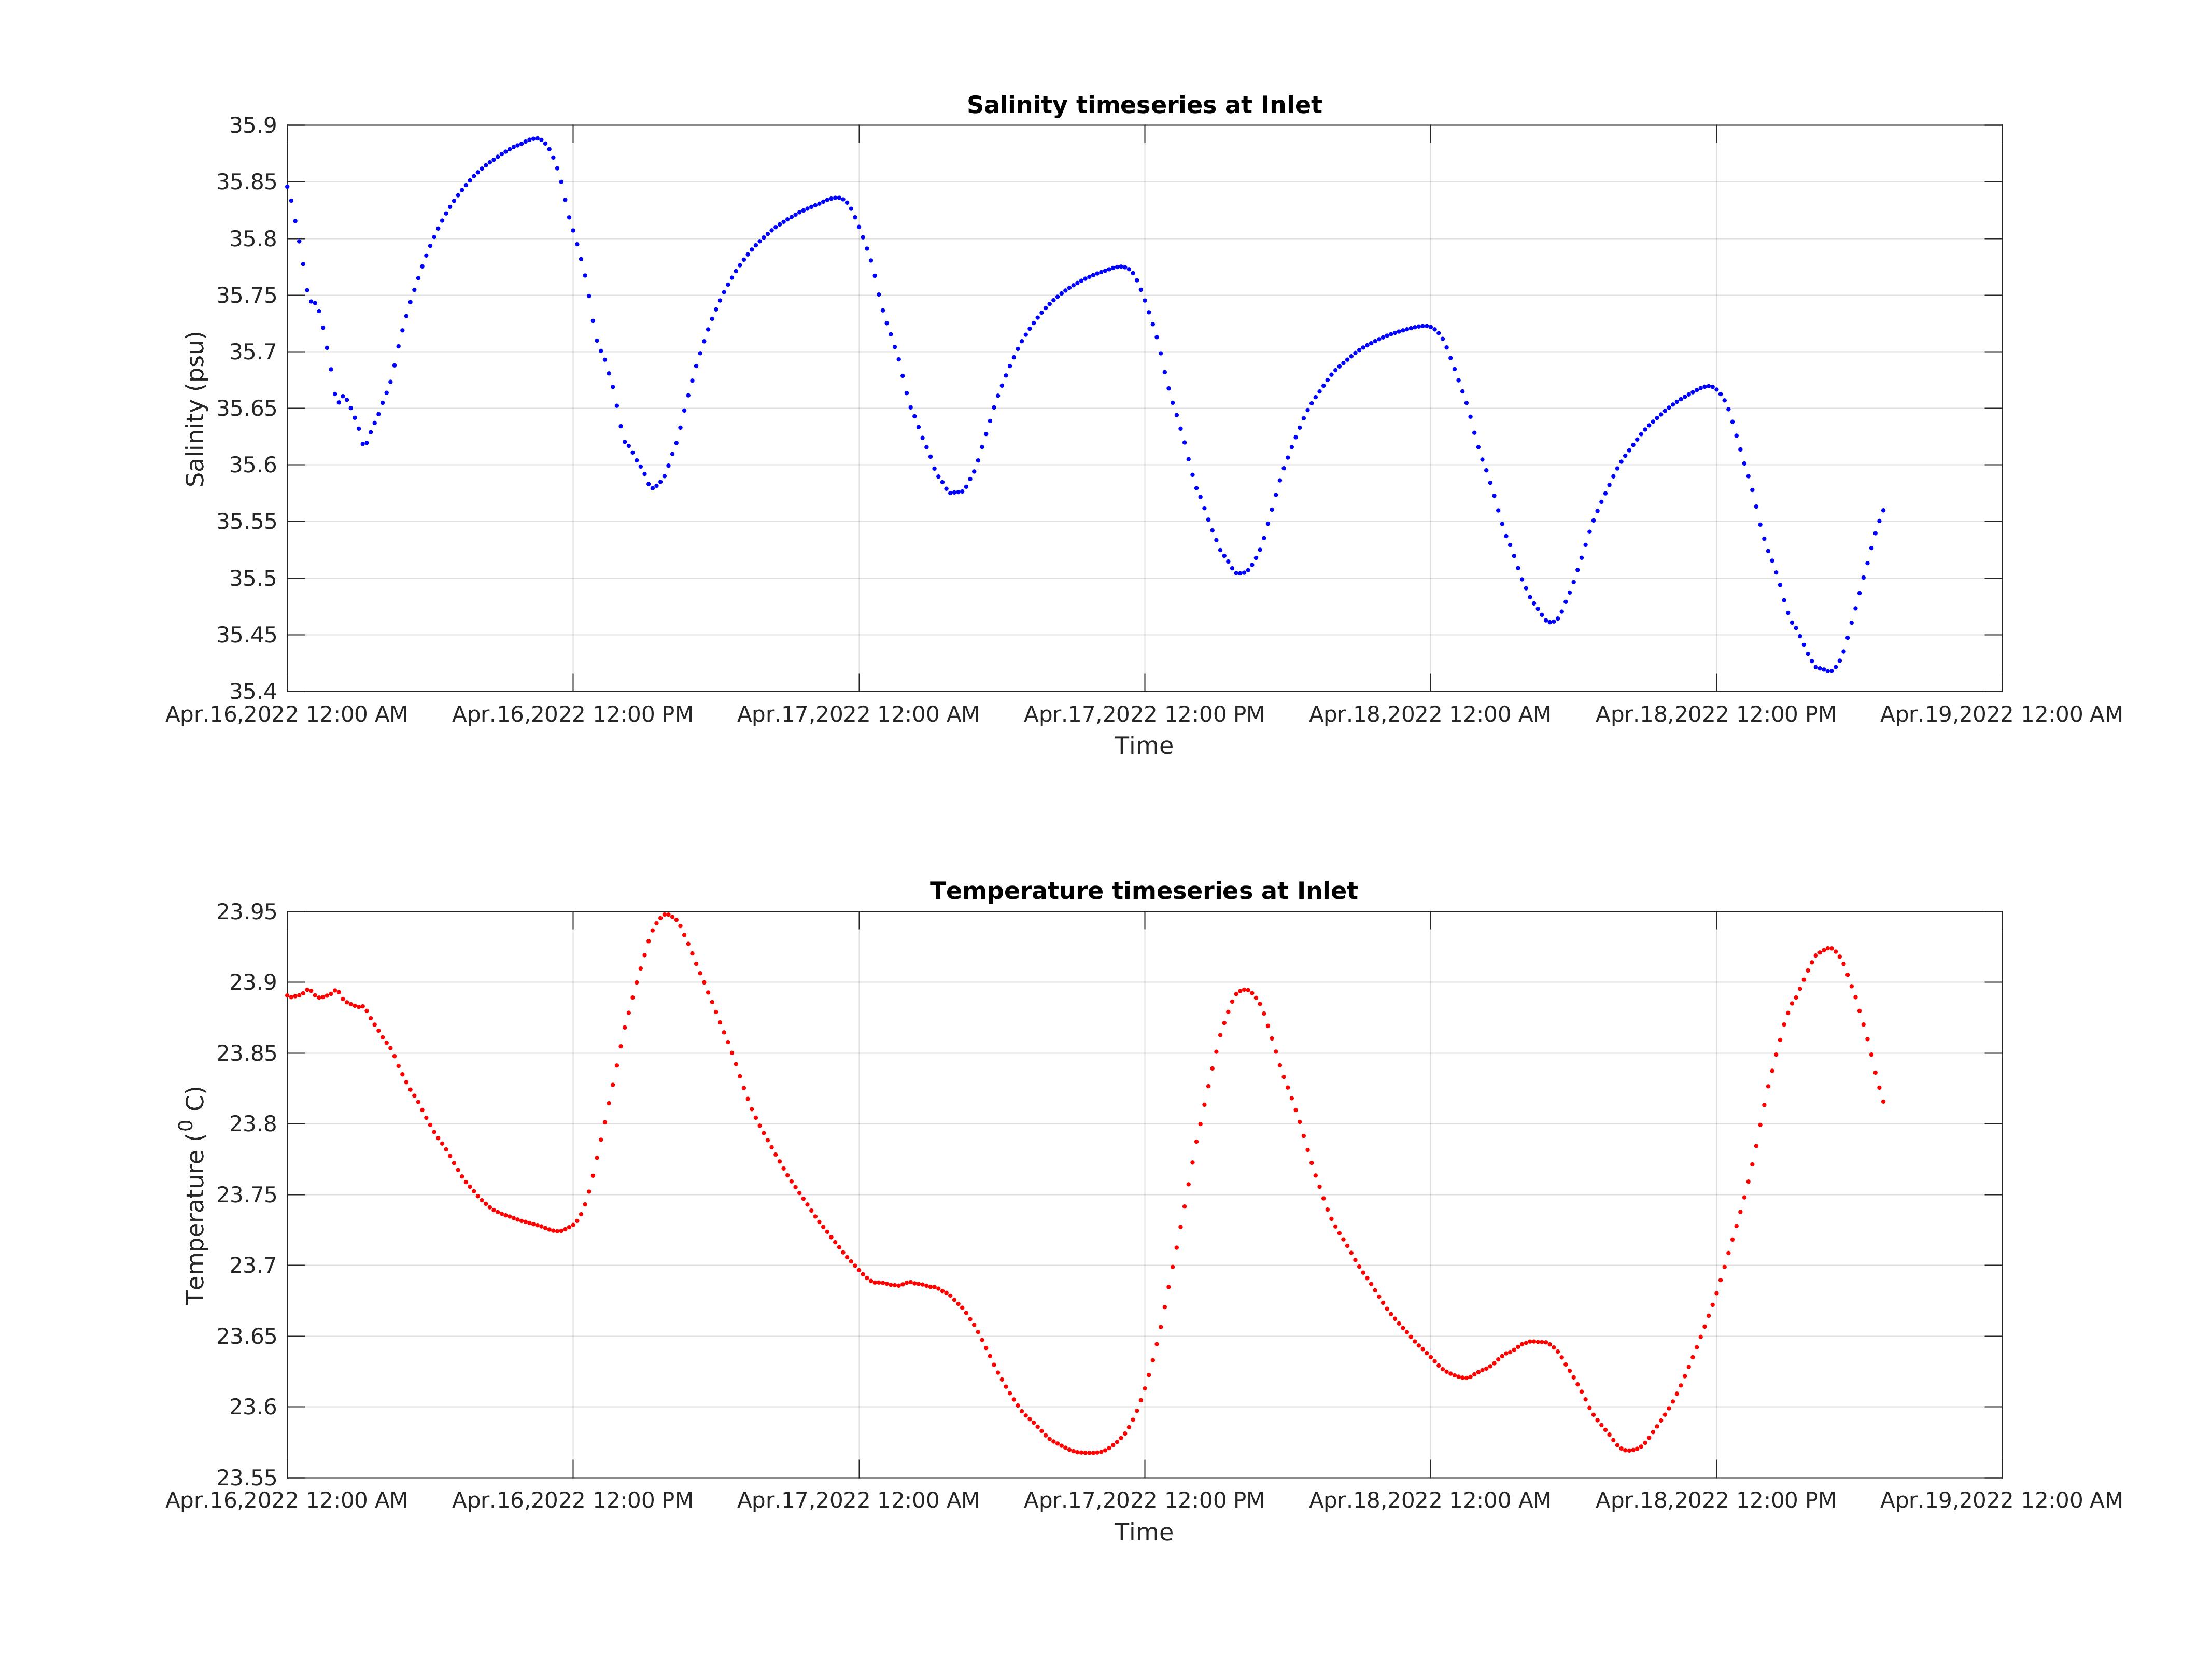 Salinity timeseries at Inlet
35.9
35.85
35.8
35.75
35.7
35.65
35.6
35.55
35.5
35.45
35.4
Salinity (psu)
Apr.16,2022 12:00 AM Apr.16,2022 12:00 PM Apr.17,2022 12:00 AM Apr.17,2022 12:00 PM Apr.18,2022 12:00 AM Apr.18,2022 12:00 PM Apr.19,2022 12:00 AM
Time
Temperature timeseries at Inlet
23.95
23.9
23.85
23.8
23.75
23.7
23.65
23.6
23.55
Temperature (⁰ C)
Apr.16,2022 12:00 AM Apr.16,2022 12:00 PM Apr.17,2022 12:00 AM Apr.17,2022 12:00 PM Apr.18,2022 12:00 AM Apr.18,2022 12:00 PM Apr.19,2022 12:00 AM
Time